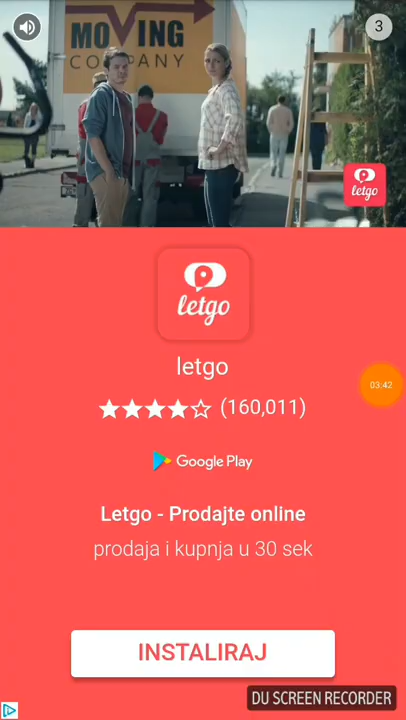 MOVING
COMPANY
3
letgo
letgo
letgo
03:42
(160,011)
Google Play
Letgo - Prodajte online
prodaja i kupnja u 30 sek
INSTALIRAJ
DU SCREEN RECORDER